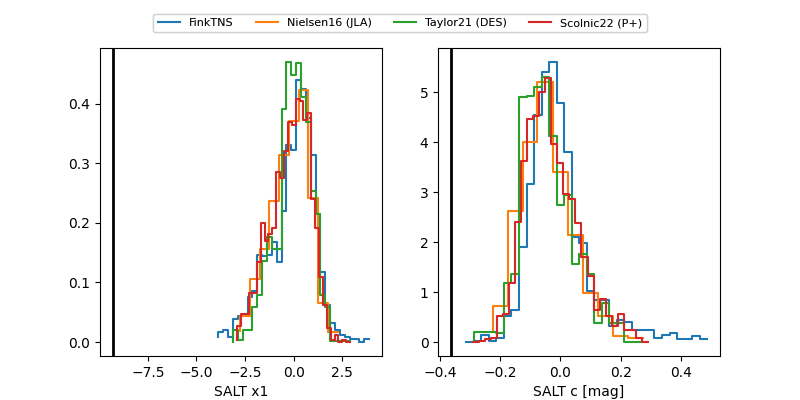 FinkTNS Nielsen16 (JLA) Taylor21 (DES) Scolnic22 (P+)
0.4
0.3
0.2
0.1
0.0
−7.5 −5.0 −2.5 0.0 2.5
SALT x1
5
4
3
2
1
0
−0.4 −0.2 0.0 0.2 0.4
SALT c [mag]